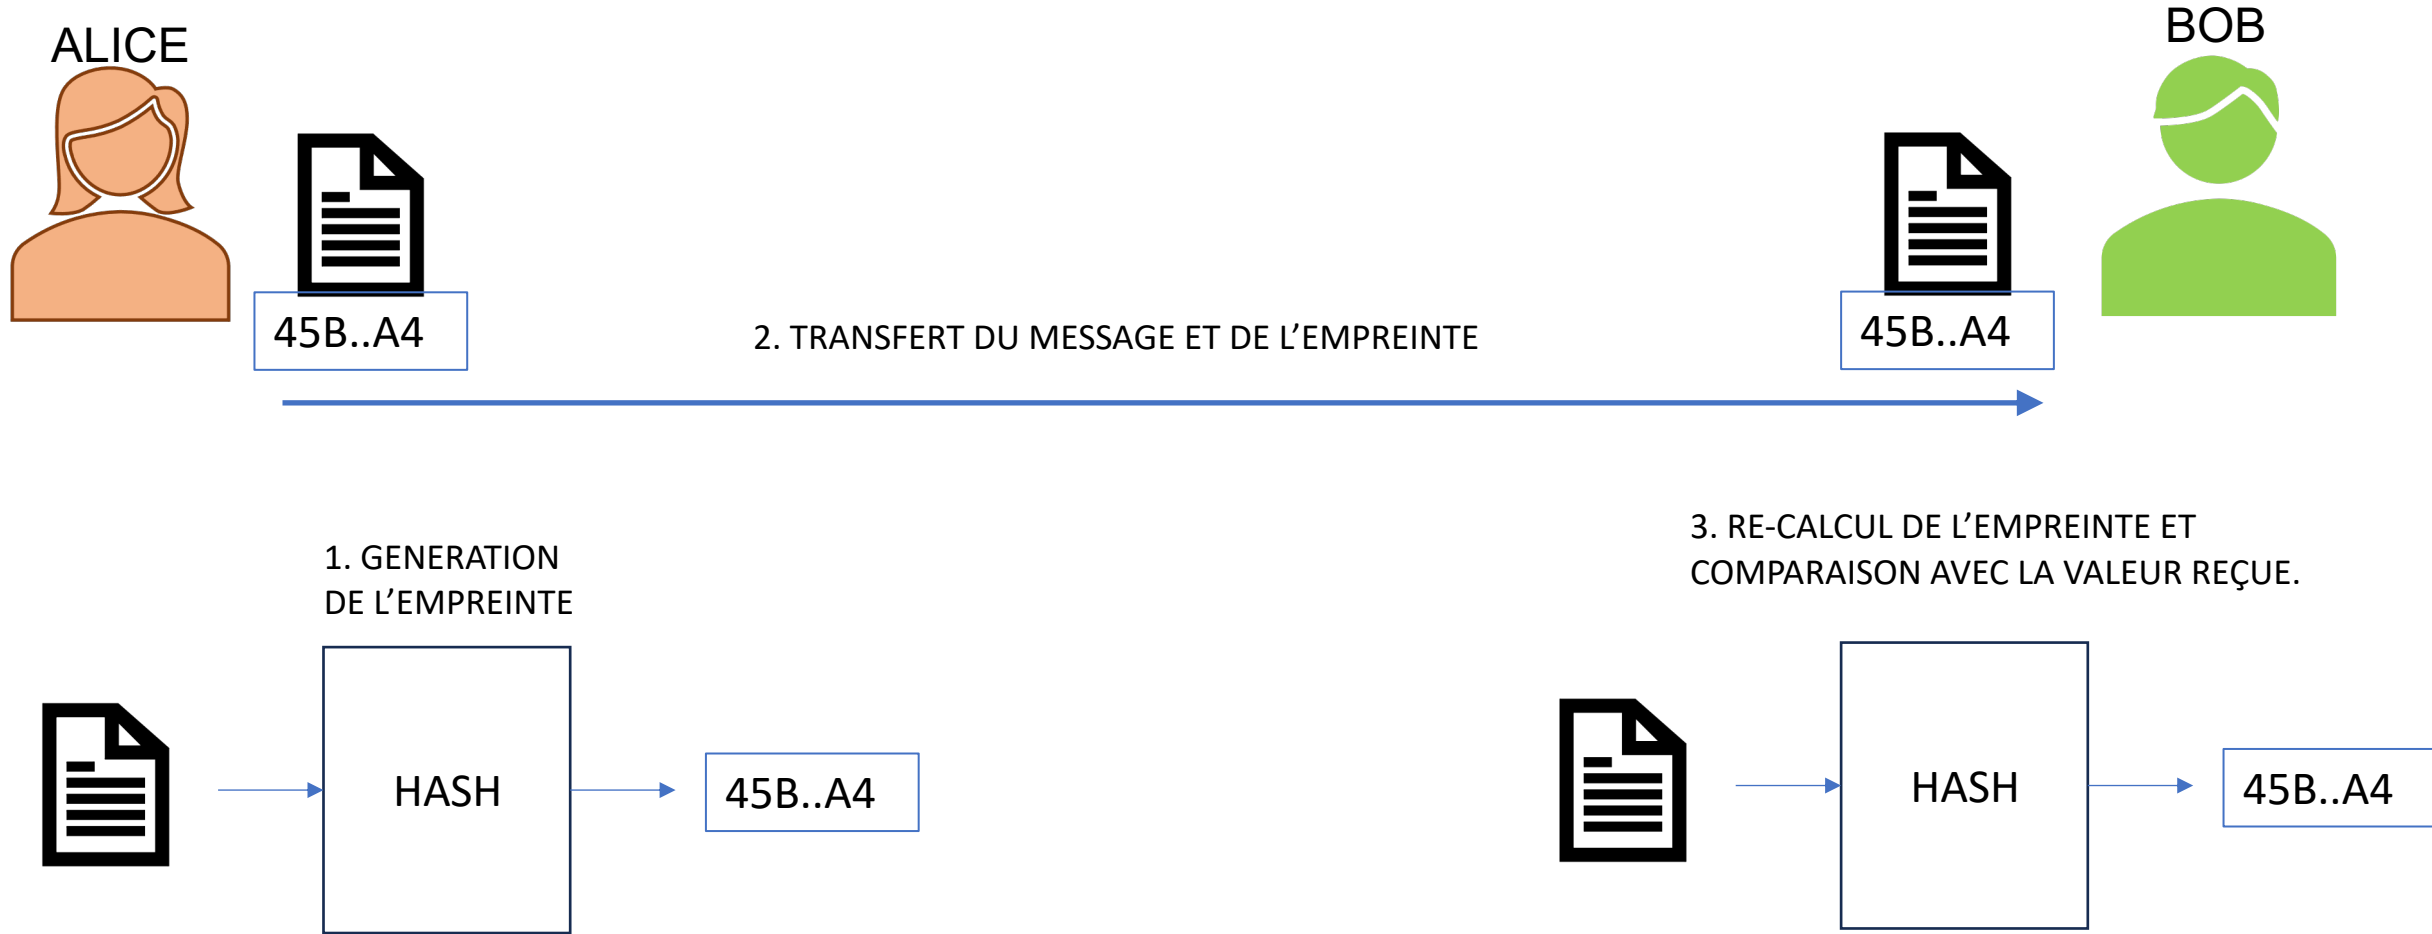 ALICE
BOB
45B..A4
2. TRANSFERT DU MESSAGE ET DE L’EMPREINTE
45B..A4
1. GENERATION
DE L’EMPREINTE
3. RE-CALCUL DE L’EMPREINTE ET
COMPARAISON AVEC LA VALEUR REÇUE.
HASH
45B..A4
HASH
45B..A4